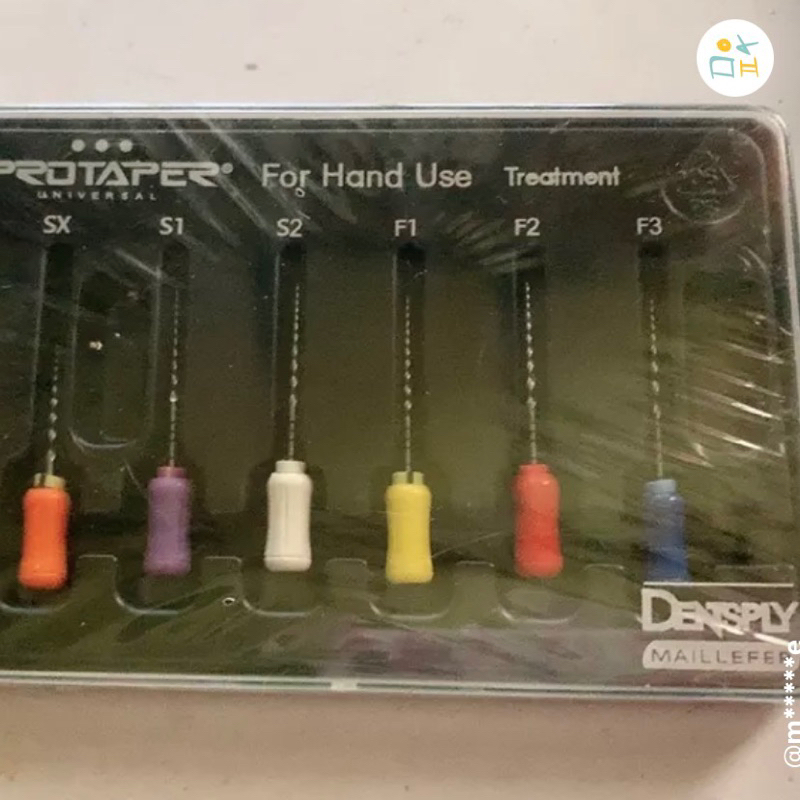 PROTAPER® For Hand Use Treatment
UNIVERSAL
SX S1 S2 F1 F2 F3
DENTSPLY
MAILLEFER
@m******e